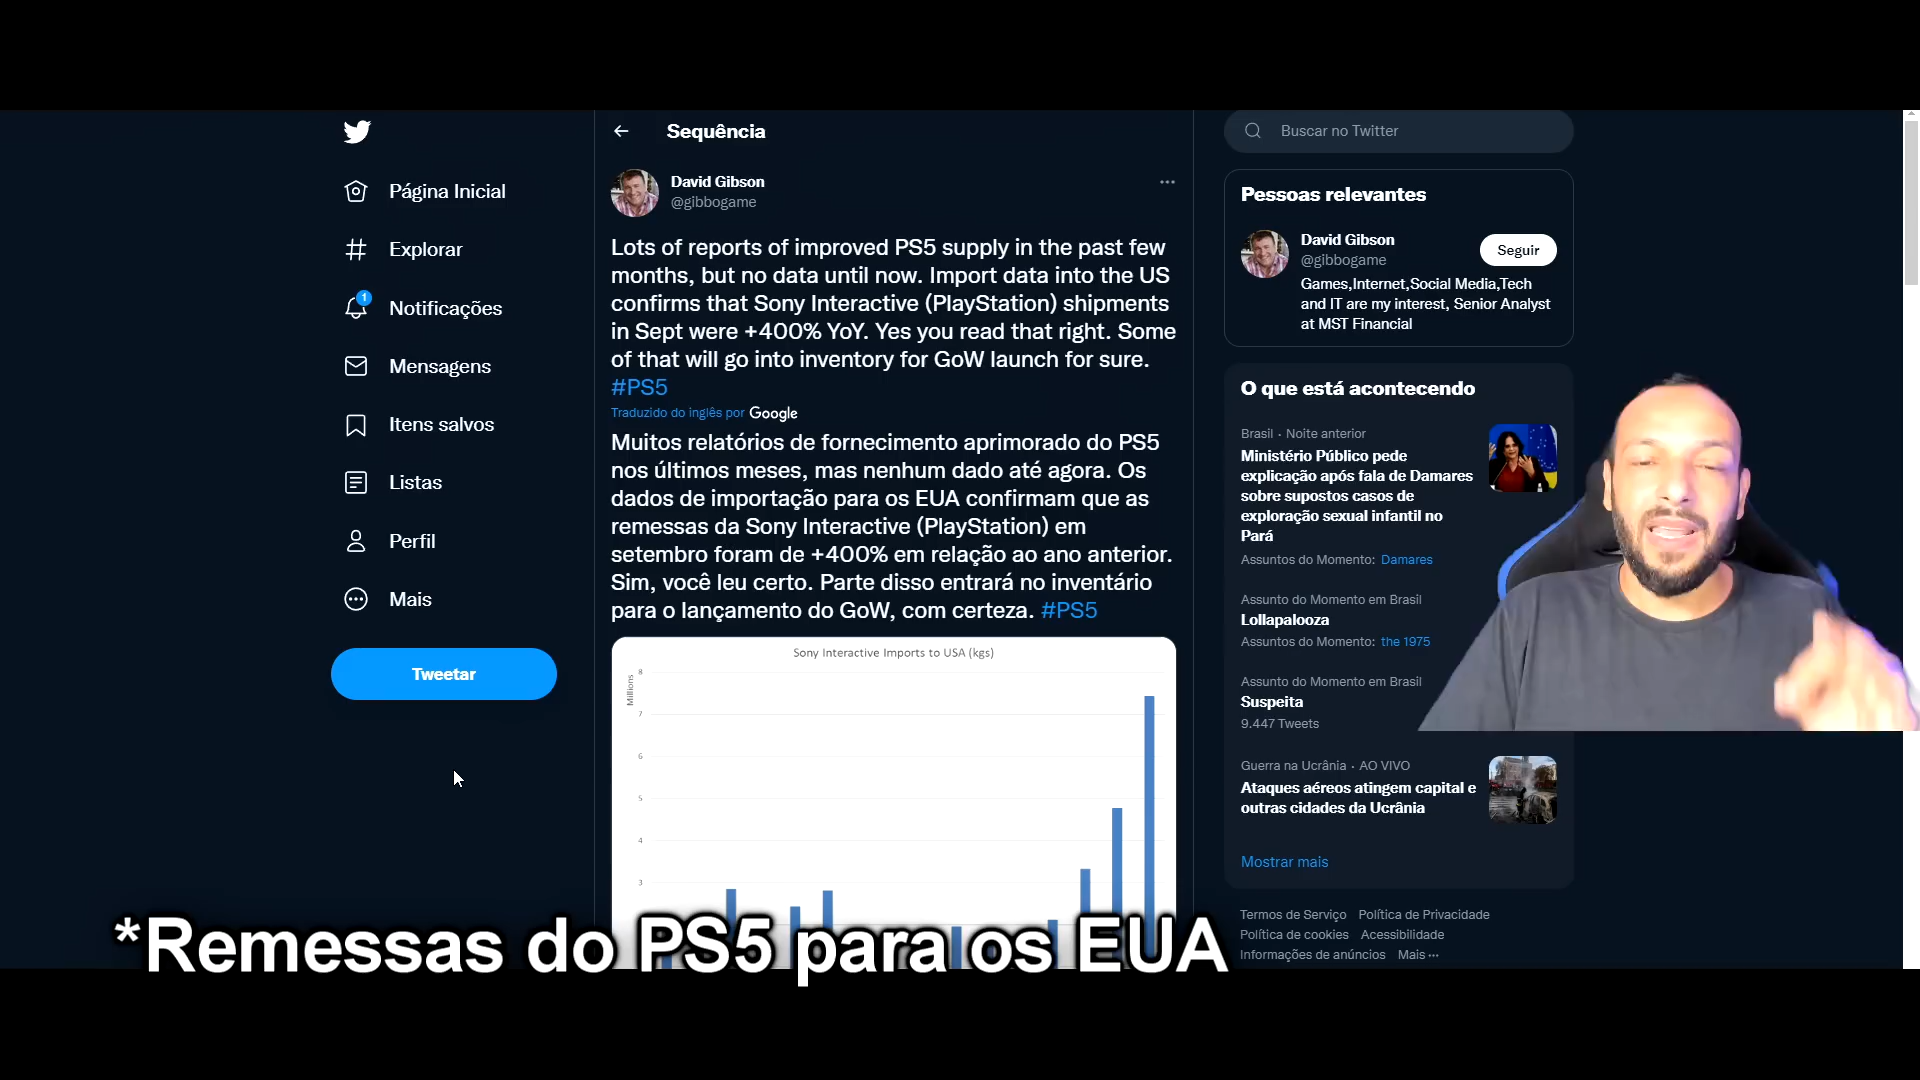 Sequência
Buscar no Twitter
Página Inicial
Explorar
1
Notificações
Mensagens
Itens salvos
Listas
Perfil
Mais
Tweetar
David Gibson
@gibbogame
Lots of reports of improved PS5 supply in the past few
months, but no data until now. Import data into the US
confirms that Sony Interactive (PlayStation) shipments
in Sept were +400% YoY. Yes you read that right. Some
of that will go into inventory for GoW launch for sure.
#PS5
Traduzido do inglês por Google
Muitos relatórios de fornecimento aprimorado do PS5
nos últimos meses, mas nenhum dado até agora. Os
dados de importação para os EUA confirmam que as
remessas da Sony Interactive (PlayStation) em
setembro foram de +400% em relação ao ano anterior.
Sim, você leu certo. Parte disso entrará no inventário
para o lançamento do GoW, com certeza. #PS5
Sony Interactive Imports to USA (kgs)
Millions
8
7
6
5
4
3
Pessoas relevantes
David Gibson
@gibbogame
Seguir
Games,Internet,Social Media,Tech
and IT are my interest, Senior Analyst
at MST Financial
O que está acontecendo
Brasil · Noite anterior
Ministério Público pede
explicação após fala de Damares
sobre supostos casos de
exploração sexual infantil no
Pará
Assuntos do Momento: Damares
Assunto do Momento em Brasil
Lollapalooza
Assuntos do Momento: the 1975
Assunto do Momento em Brasil
Suspeita
9.447 Tweets
Guerra na Ucrânia · AO VIVO
Ataques aéreos atingem capital e
outras cidades da Ucrânia
Mostrar mais
Termos de Serviço Política de Privacidade
Política de cookies Acessibilidade
Informações de anúncios Mais ···
*Remessas do PS5 para os EUA